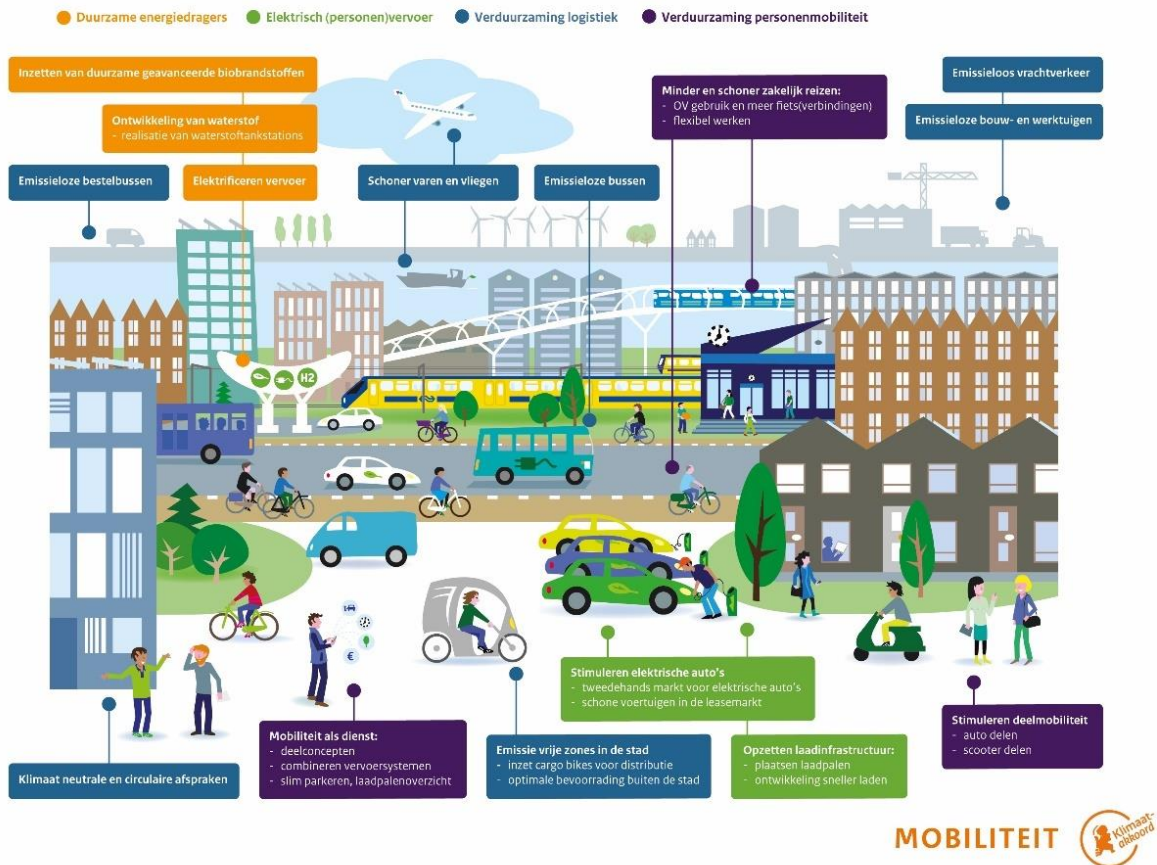 Duurzame energiedragers
Elektrisch (personen)vervoer
Verduurzaming logistiek
Verduurzaming personenmobiliteit
Inzetten van duurzame geavanceerde biobrandstoffen
Ontwikkeling van waterstof
- realisatie van waterstoftankstations
Minder en schoner zakelijk reizen:
- OV gebruik en meer fiets(verbindingen)
- flexibel werken
Emissieloos vrachtverkeer
Emissieloze bouw- en werktuigen
Emissieloze bestelbussen
Elektrificeren vervoer
Schoner varen en vliegen
Emissieloze bussen
H2
€
Stimuleren elektrische auto's
- tweedehands markt voor elektrische auto's
- schone voertuigen in de leasemarkt
Klimaat neutrale en circulaire afspraken
Mobiliteit als dienst:
- deelconcepten
- combineren vervoersystemen
- slim parkeren, laadpalenoverzicht
Emissie vrije zones in de stad
- inzet cargo bikes voor distributie
- optimale bevoorrading buiten de stad
Opzetten laadinfrastructuur:
- plaatsen laadpalen
- ontwikkeling sneller laden
Stimuleren deelmobiliteit
- auto delen
- scooter delen
MOBILITEIT
Klimaat-
akkoord